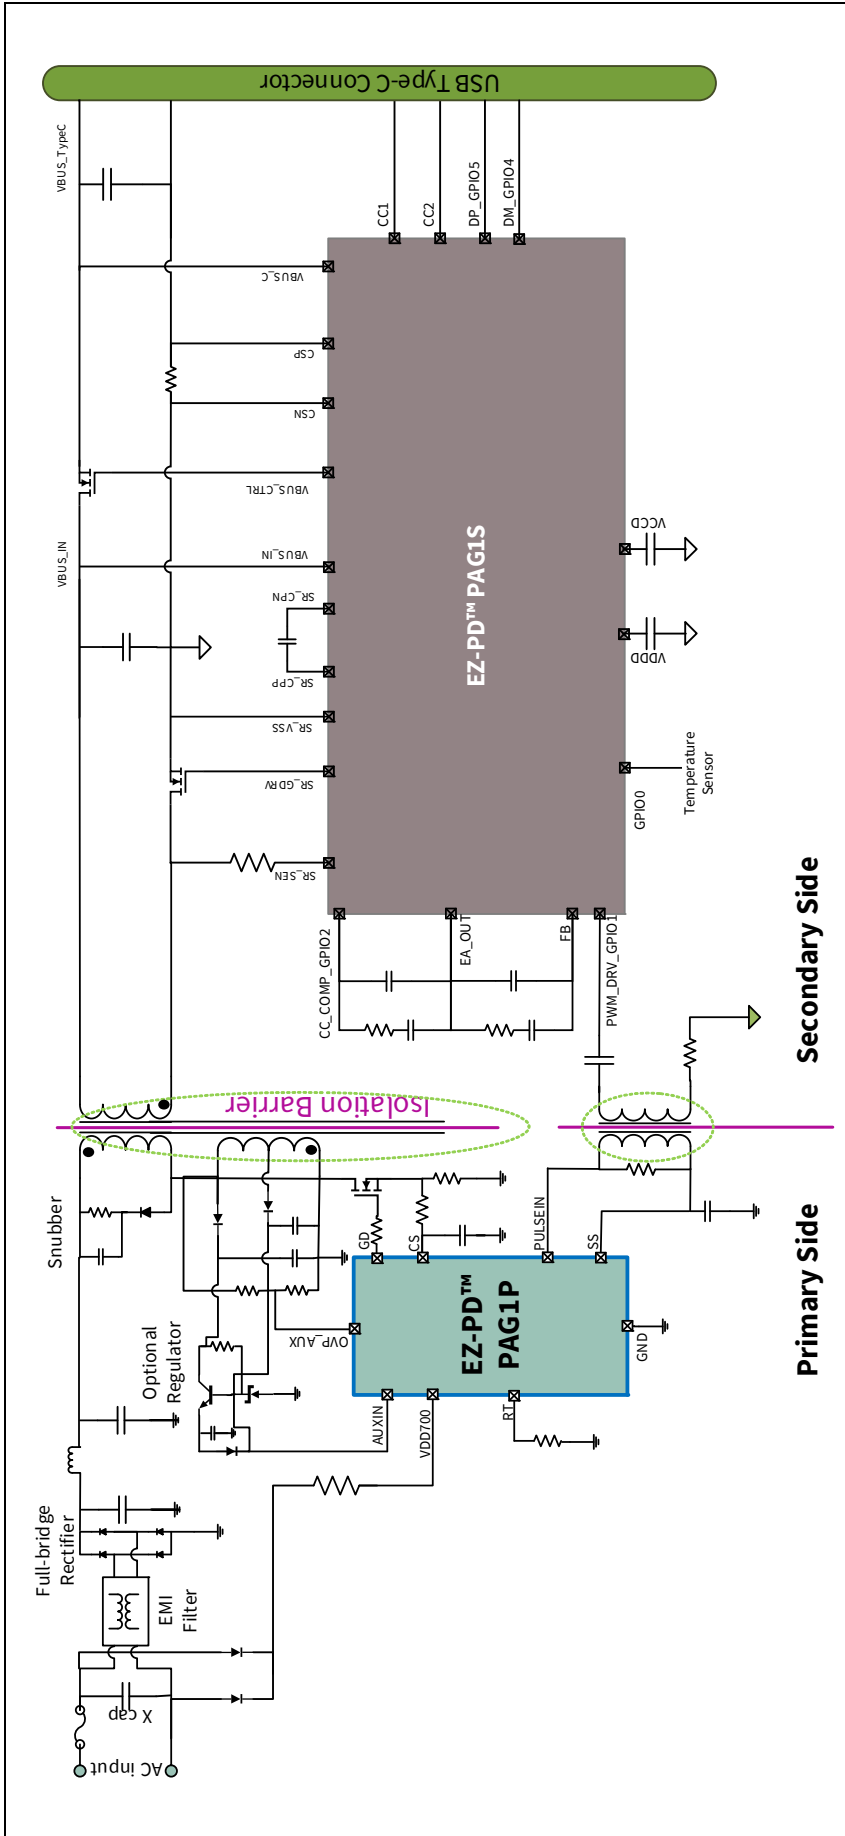 USB Type-C Connector
VBUS_TypeC
CC1
CC2
DP_GPIO5
DM_GPIO4
VBUS_C
CSP
CSN
VBUS_CTRL
VBUS_IN
VBUS_IN
SR_CPN
SR_CPP
SR_VSS
SR_GDRV
SR_SEN
EZ-PD™ PAG1S
VCCD
VDDD
GPIO0
Temperature
Sensor
CC_COMP_GPIO2
EA_OUT
FB
PWM_DRV_GPIO1
Secondary Side
Isolation Barrier
Snubber
GD
CS
PULSEIN
SS
OVP_AUX
EZ-PD™
PAG1P
GND
AUXIN
VDD700
RT
Primary Side
Optional
Regulator
Full-bridge
Rectifier
EMI
Filter
X cap
AC input